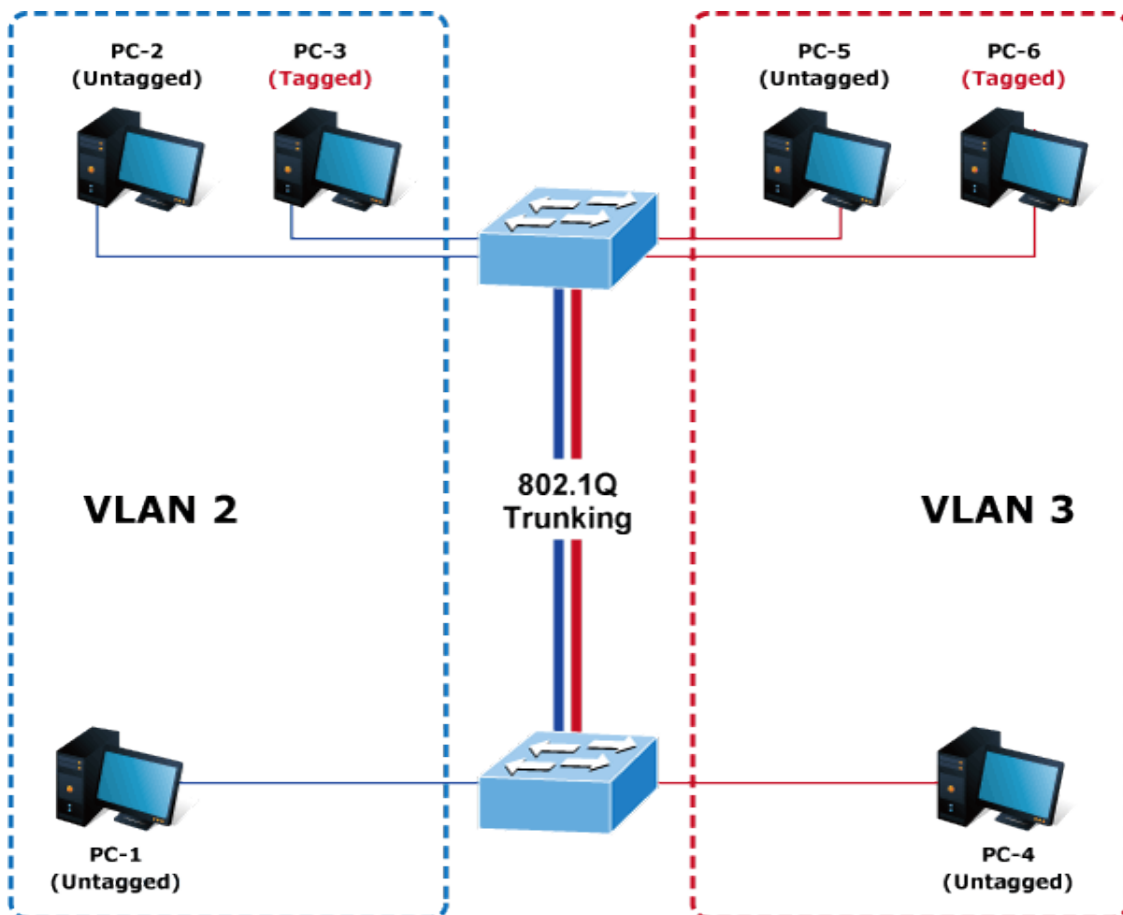 PC-2
(Untagged)
PC-3
(Tagged)
PC-5
(Untagged)
PC-6
(Tagged)
802.1Q
Trunking
VLAN 2
VLAN 3
PC-1
(Untagged)
PC-4
(Untagged)